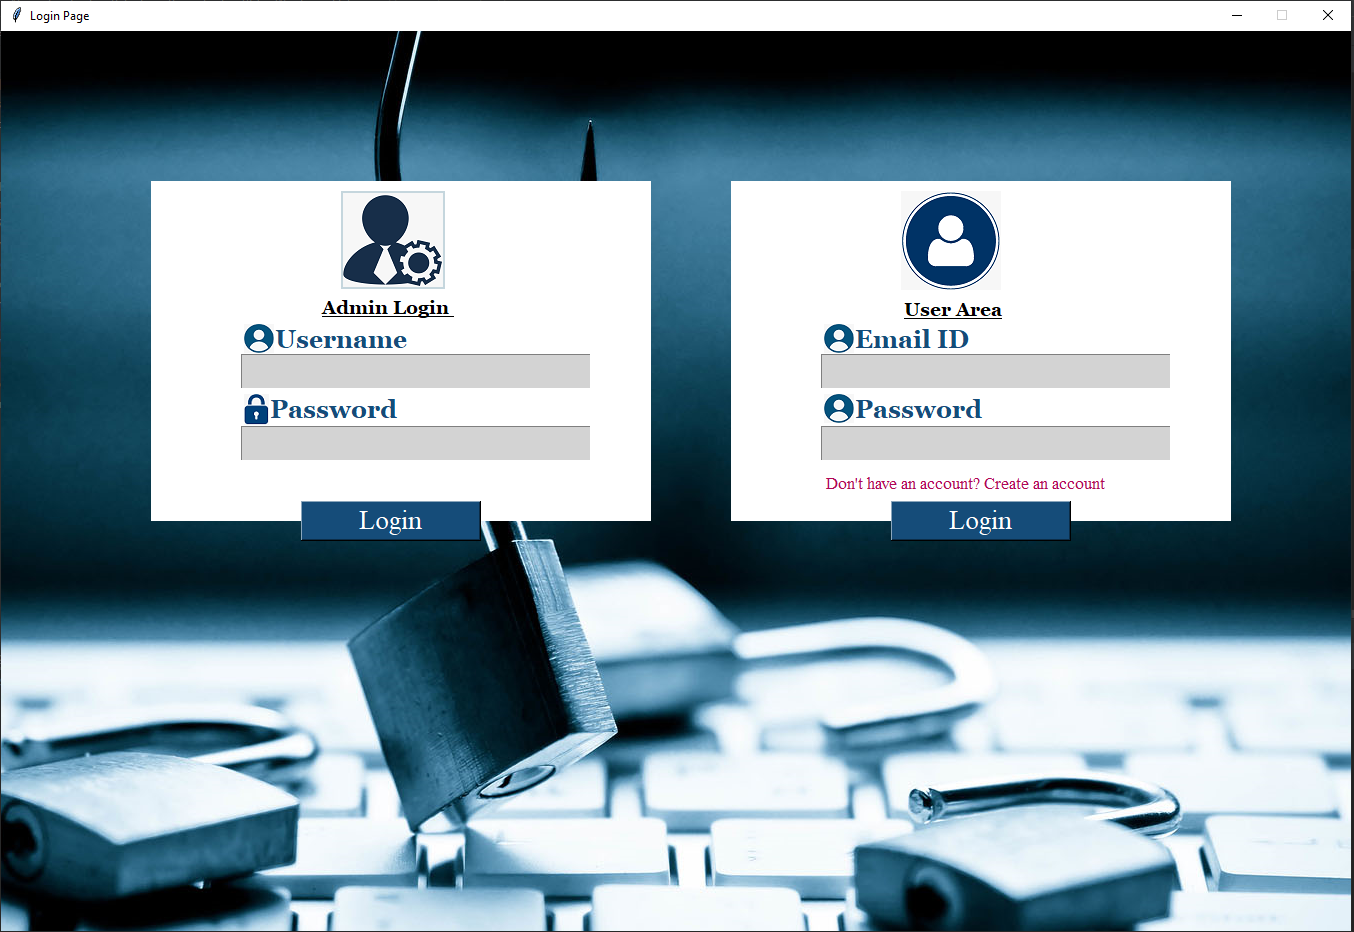 Login Page
Admin Login
Username
Password
Login
User Area
Email ID
Password
Don't have an account? Create an account
Login